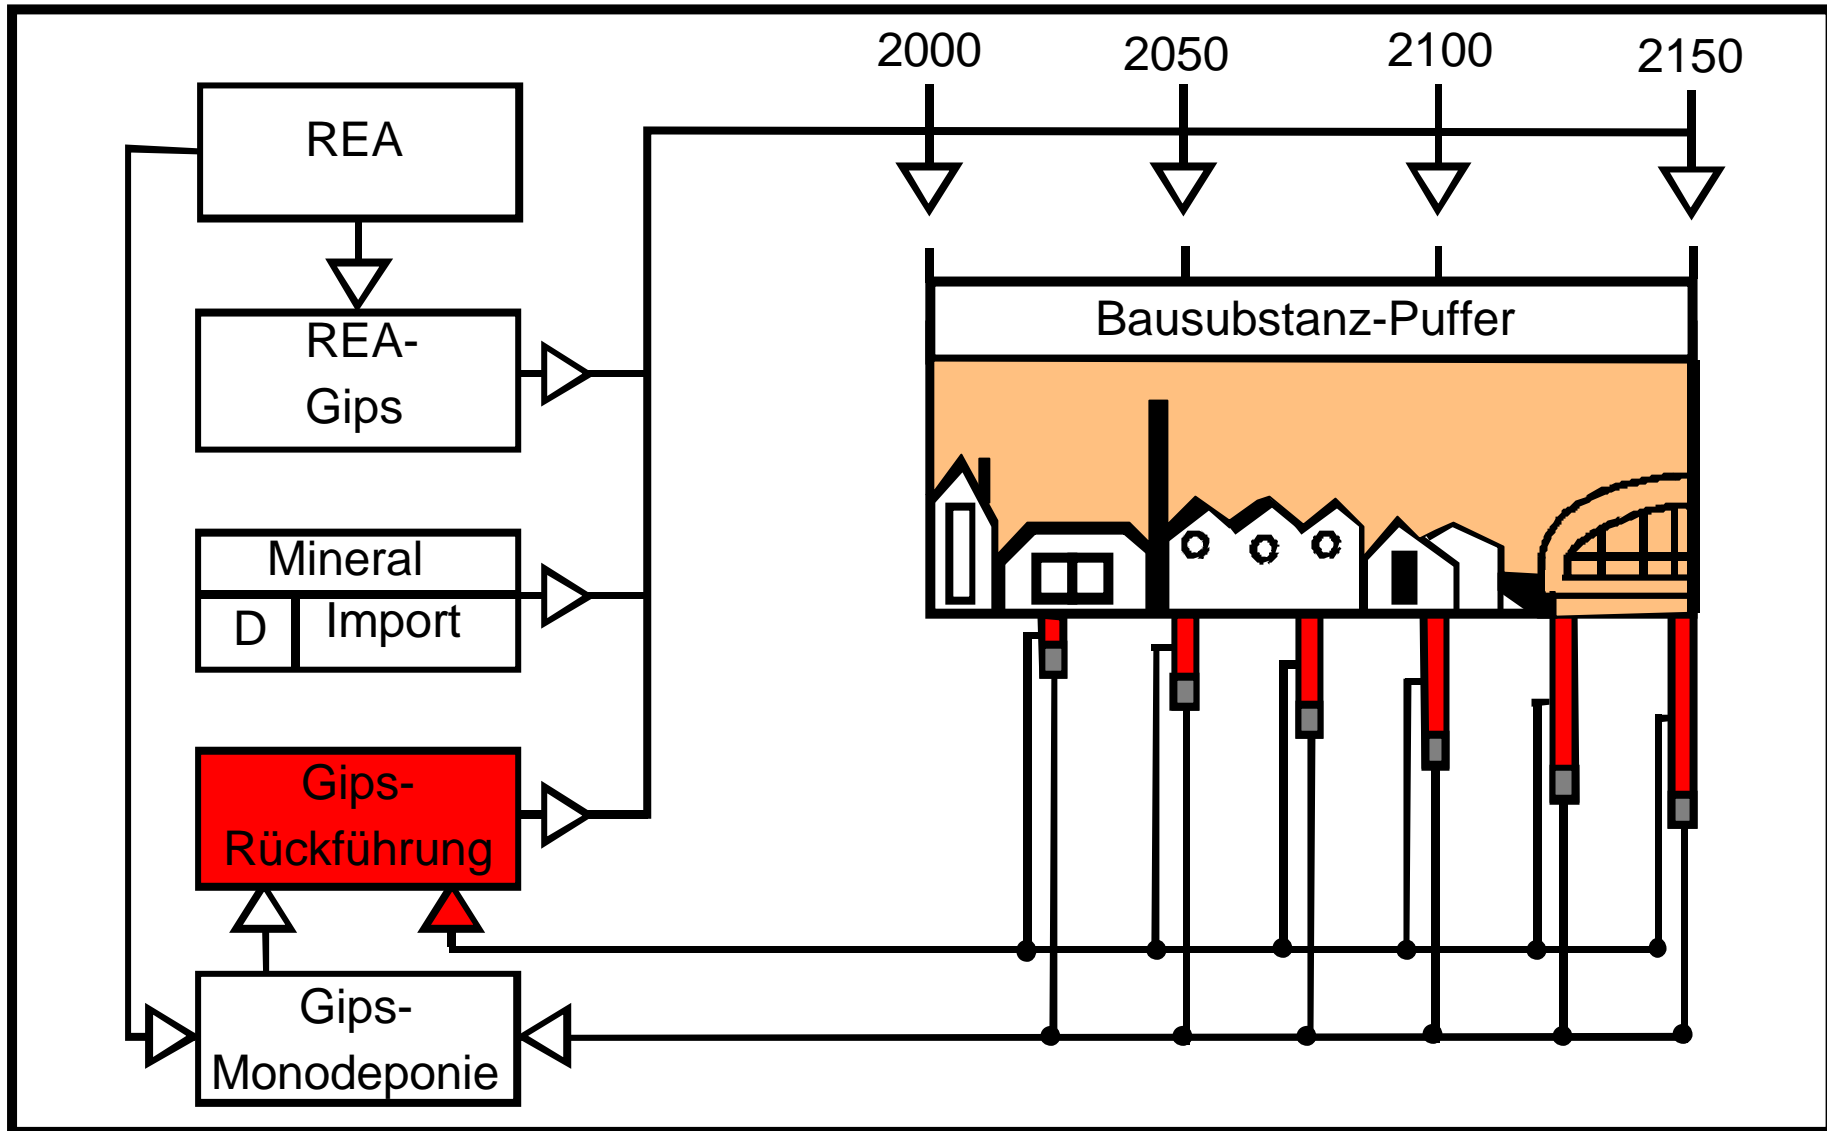 2000 2050 2100 2150
REA
REA-
Gips
Bausubstanz-Puffer
Mineral
D Import
Gips-
Rückführung
Gips-
Monodeponie